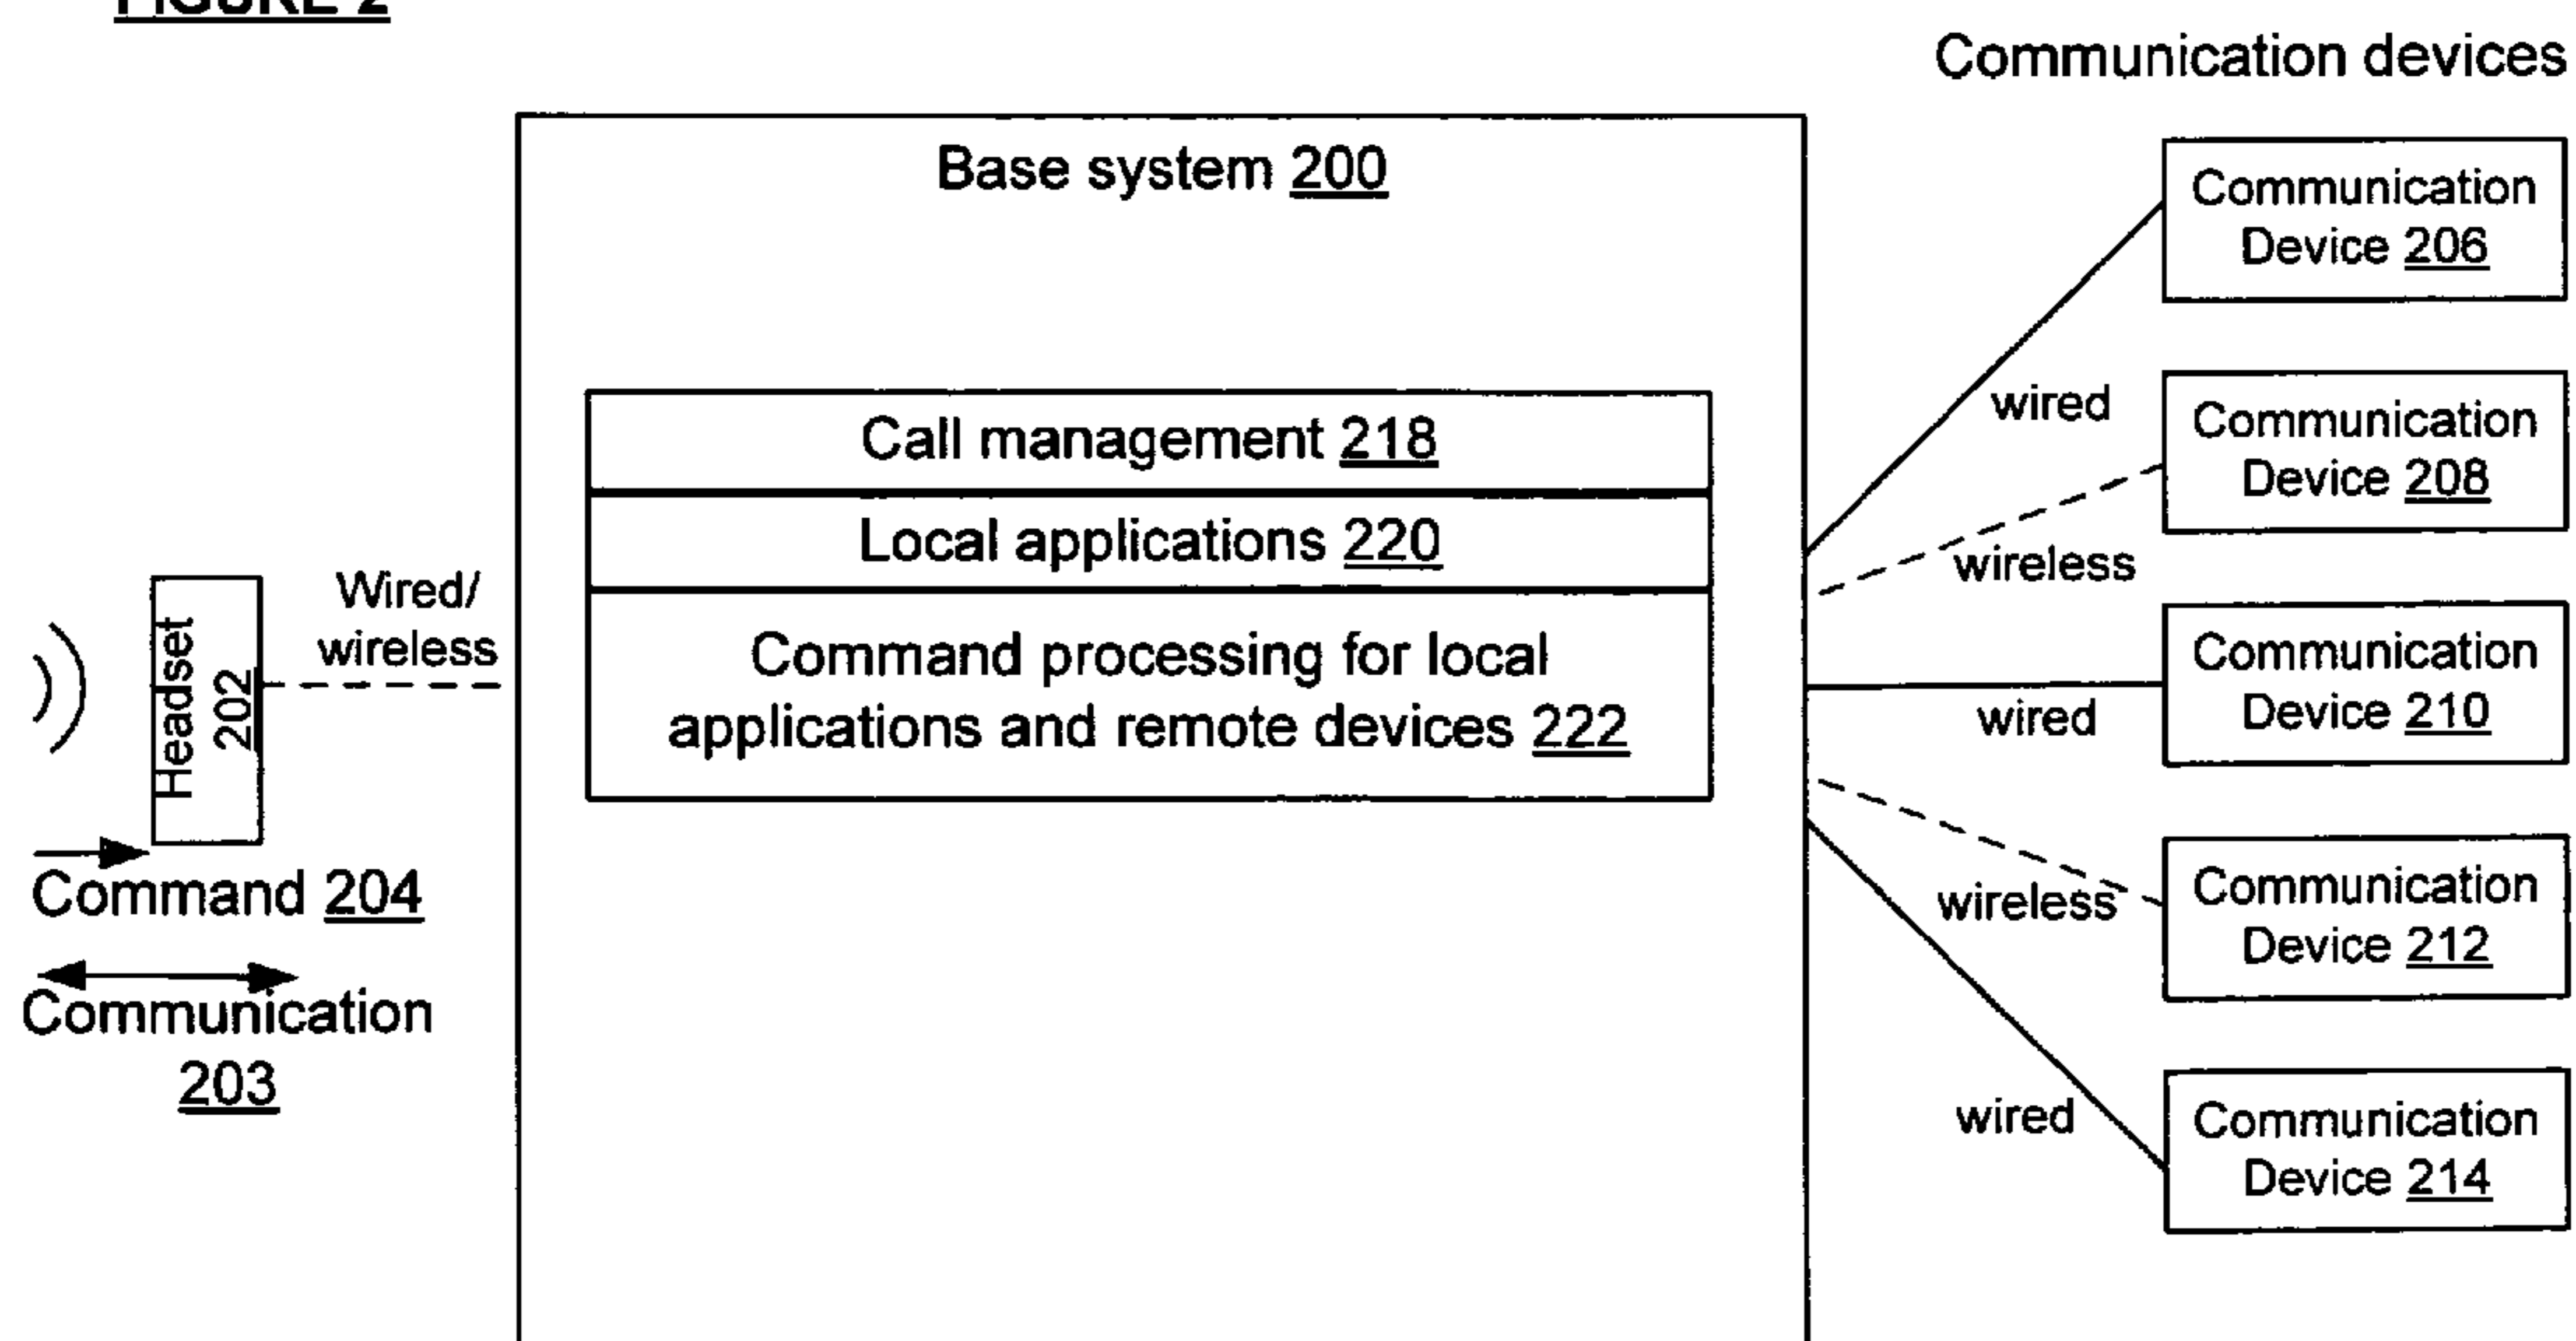 FIGURE 2
Communication devices
Base system 200
Call management 218
Local applications 220
Command processing for local
applications and remote devices 222
Headset
202
Wired/
wireless
Command 204
Communication
203
wired
wireless
wired
wireless
wired
Communication
Device 206
Communication
Device 208
Communication
Device 210
Communication
Device 212
Communication
Device 214